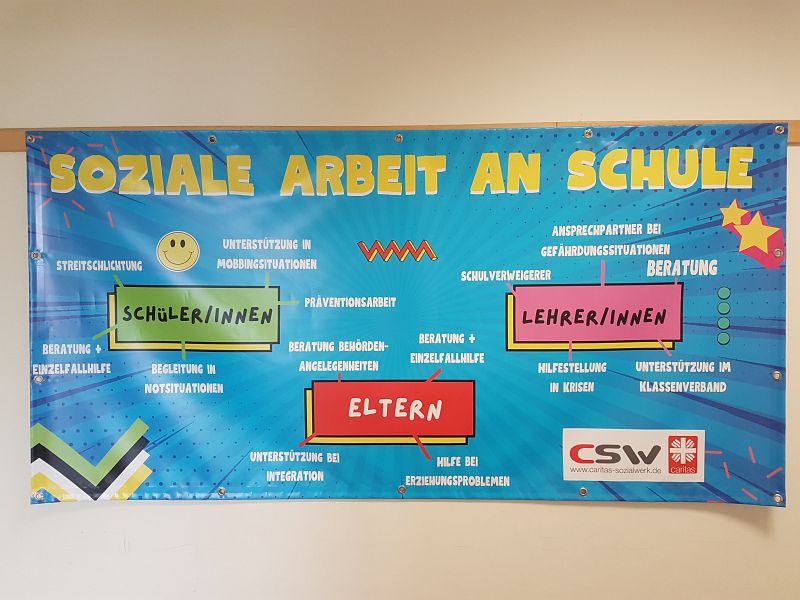 SOZIALE ARBEIT AN SCHULE
STREITSCHLICHTUNG
UNTERSTÜTZUNG IN
MOBBINGSITUATIONEN
PRÄVENTIONSARBEIT
SCHÜLER/INNEN
BERATUNG +
EINZELFALLHILFE
BEGLEITUNG IN
NOTSITUATIONEN
ANSPRECHPARTNER BEI
GEFÄHRDUNGSSITUATIONEN
SCHULVERWEIGERER
BERATUNG
LEHRER/INNEN
HILFESTELLUNG
IN KRISEN
UNTERSTÜTZUNG IM
KLASSENVERBAND
BERATUNG BEHÖRDEN-
ANGELEGENHEITEN
BERATUNG +
EINZELFALLHILFE
ELTERN
UNTERSTÜTZUNG BEI
INTEGRATION
HILFE BEI
ERZIEHUNGSPROBLEMEN
CSW
www.caritas-sozialwerk.de
caritas